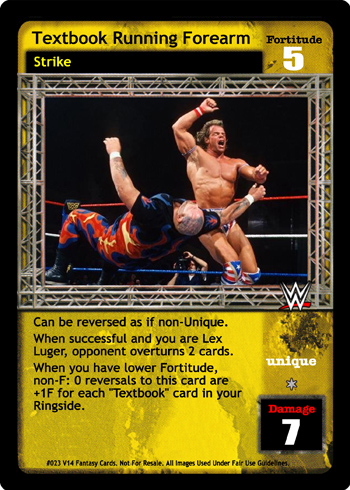 Textbook Running Forearm
Fortitude
5
Strike
Can be reversed as if non-Unique.
When successful and you are Lex
Luger, opponent overturns 2 cards.
When you have lower Fortitude,
non-F: 0 reversals to this card are
+1F for each "Textbook" card in your
Ringside.
W
unique
Damage
7
#023 V14 Fantasy Cards. Not For Resale. All Images Used Under Fair Use Guidelines.